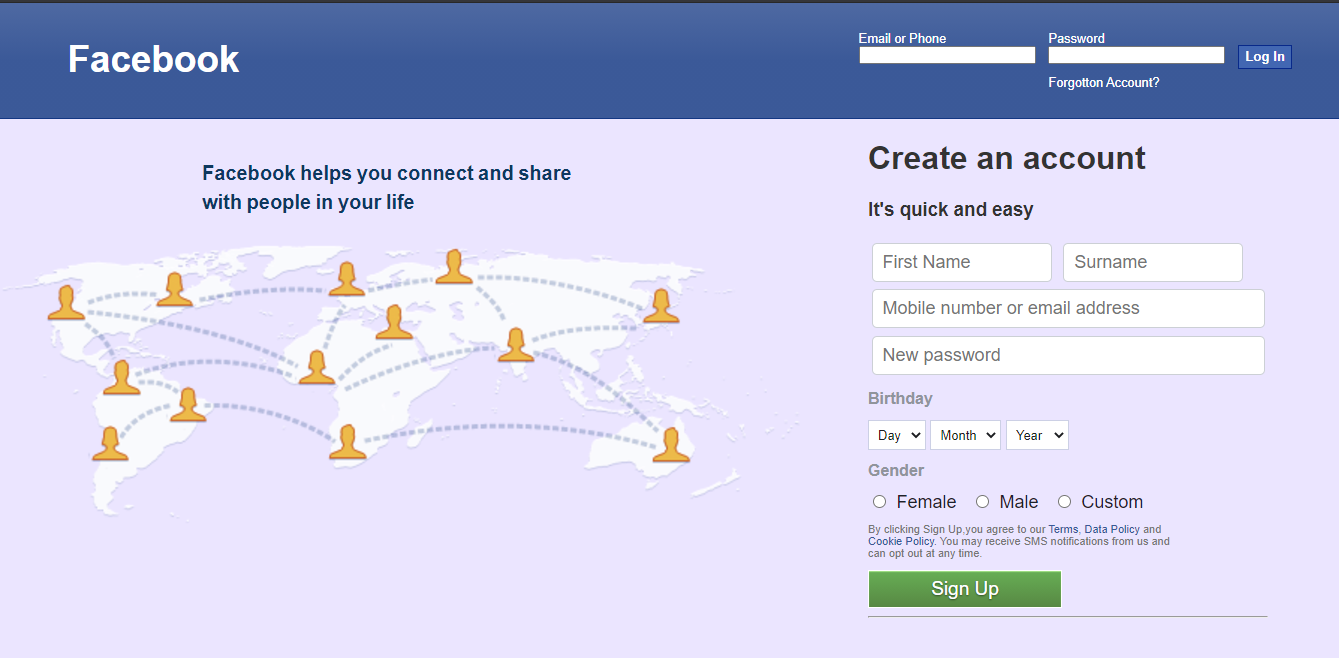 Facebook
Email or Phone
Password
Log In
Forgotton Account?
Facebook helps you connect and share
with people in your life
Create an account
It's quick and easy
First Name
Surname
Mobile number or email address
New password
Birthday
Day
Month
Year
Gender
Female
Male
Custom
By clicking Sign Up,you agree to our Terms, Data Policy and
Cookie Policy. You may receive SMS notifications from us and
can opt out at any time.
Sign Up